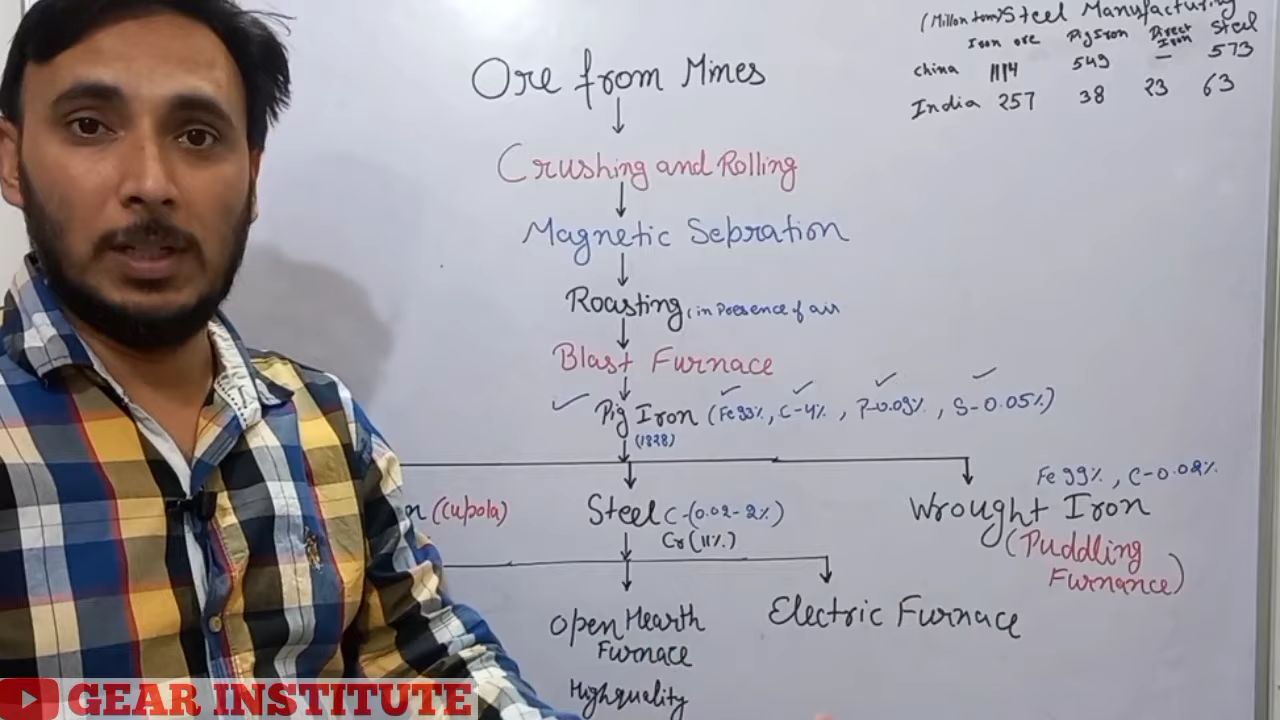 (Millon tom) Steel Manufacturing
Iron ore Pig Iron Direct Iron Steel
China 1114 549 — 573
India 257 38 23 63
Ore from Mines
Crushing and Rolling
Magnetic Sebration
Roasting (in Presence of air
Blast Furnace
Pig Iron (Fe 93%, C-4%, P-0.09%, S-0.05%)
(1828)
(Cupola)
Steel C-(0.02-2%)
Cr (11%)
Fe 99%, C-0.02%
Wrought Iron
(Puddling
Furnance)
Open Hearth
Furnace
High quality
Electric Furnace
GEAR INSTITUTE